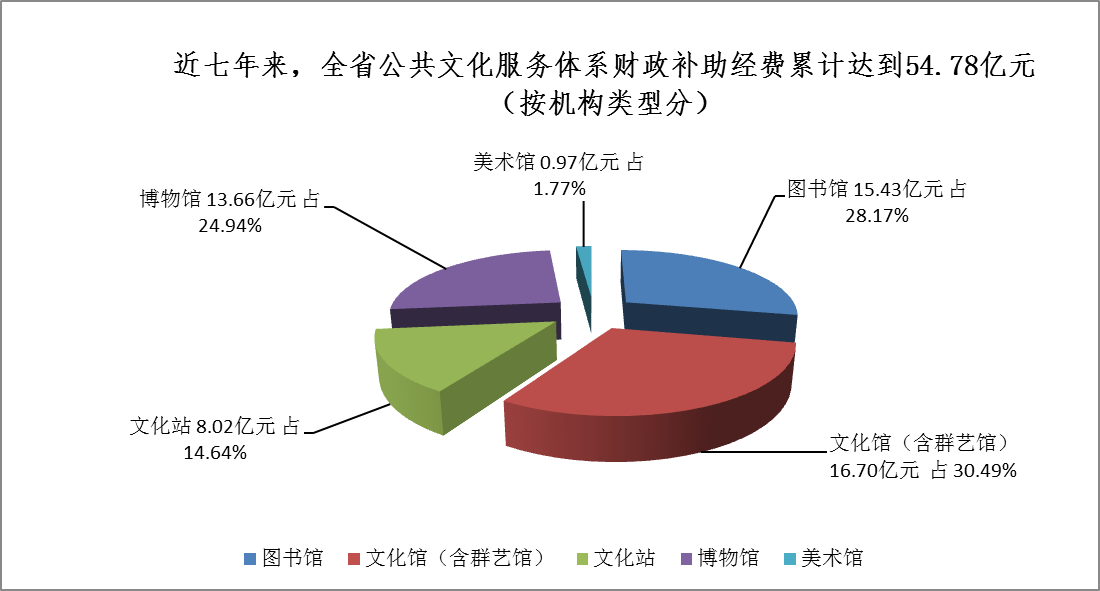 近七年来，全省公共文化服务体系财政补助经费累计达到54.78亿元
（按机构类型分）
美术馆 0.97亿元 占
1.77%
图书馆 15.43亿元 占
28.17%
博物馆 13.66亿元 占
24.94%
文化站 8.02亿元 占
14.64%
文化馆（含群艺馆）
16.70亿元 占 30.49%
图书馆 文化馆（含群艺馆） 文化站 博物馆 美术馆